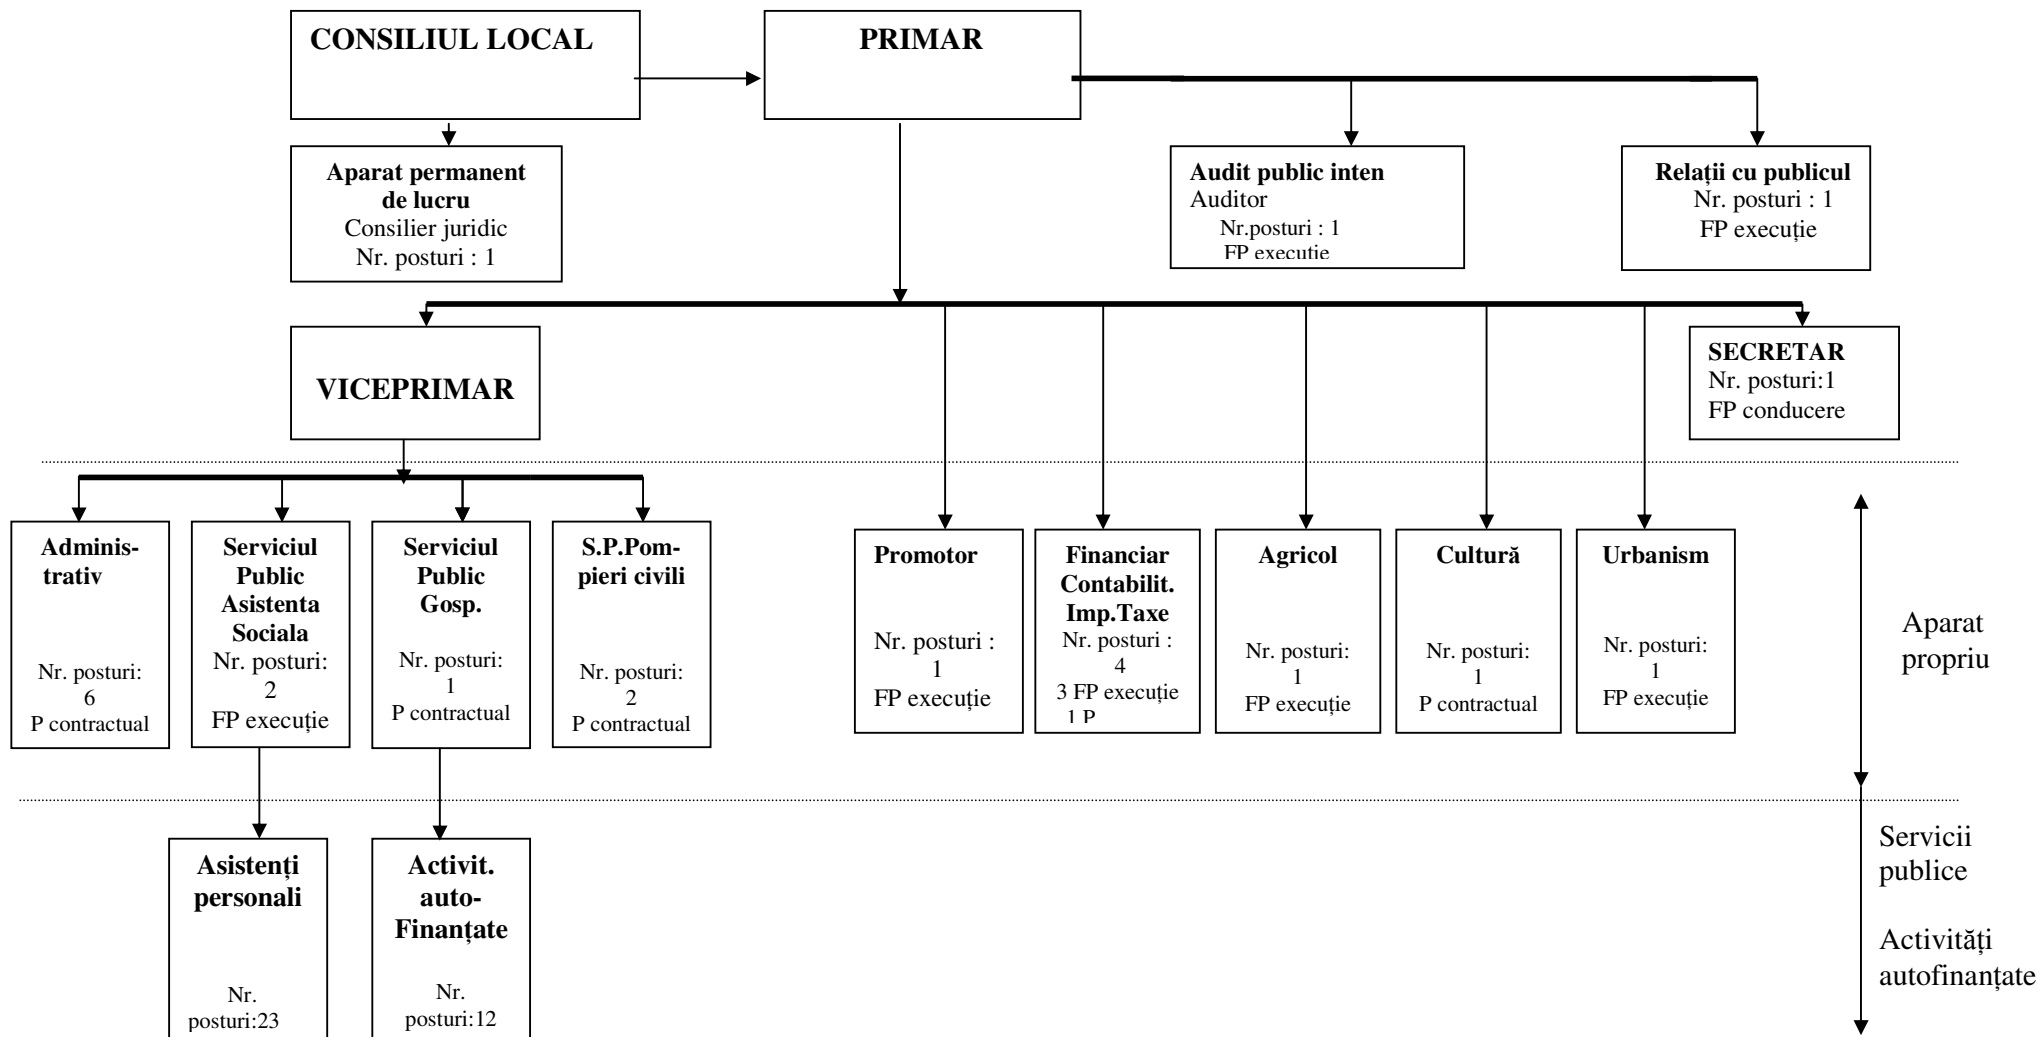 CONSILIUL LOCAL
PRIMAR
Aparat permanent
de lucru
Consilier juridic
Nr. posturi : 1
Audit public inten
Auditor
Nr.posturi : 1
FP executie
Relații cu publicul
Nr. posturi : 1
FP execuție
VICEPRIMAR
SECRETAR
Nr. posturi:1
FP conducere
Adminis-
trativ
Nr. posturi:
6
P contractual
Serviciul
Public
Asistenta
Sociala
Nr. posturi:
2
FP execuție
Serviciul
Public
Gosp.
Nr. posturi:
1
P contractual
S.P.Pom-
pieri civili
Nr. posturi:
2
P contractual
Promotor
Nr. posturi :
1
FP execuție
Financiar
Contabilit.
Imp.Taxe
Nr. posturi :
4
3 FP execuție
1 P
Agricol
Nr. posturi:
1
FP execuție
Cultură
Nr. posturi:
1
P contractual
Urbanism
Nr. posturi:
1
FP execuție
Aparat
propriu
Asistenți
personali
Nr.
posturi:23
Activit.
auto-
Finanțate
Nr.
posturi:12
Servicii
publice
Activități
autofinanțate